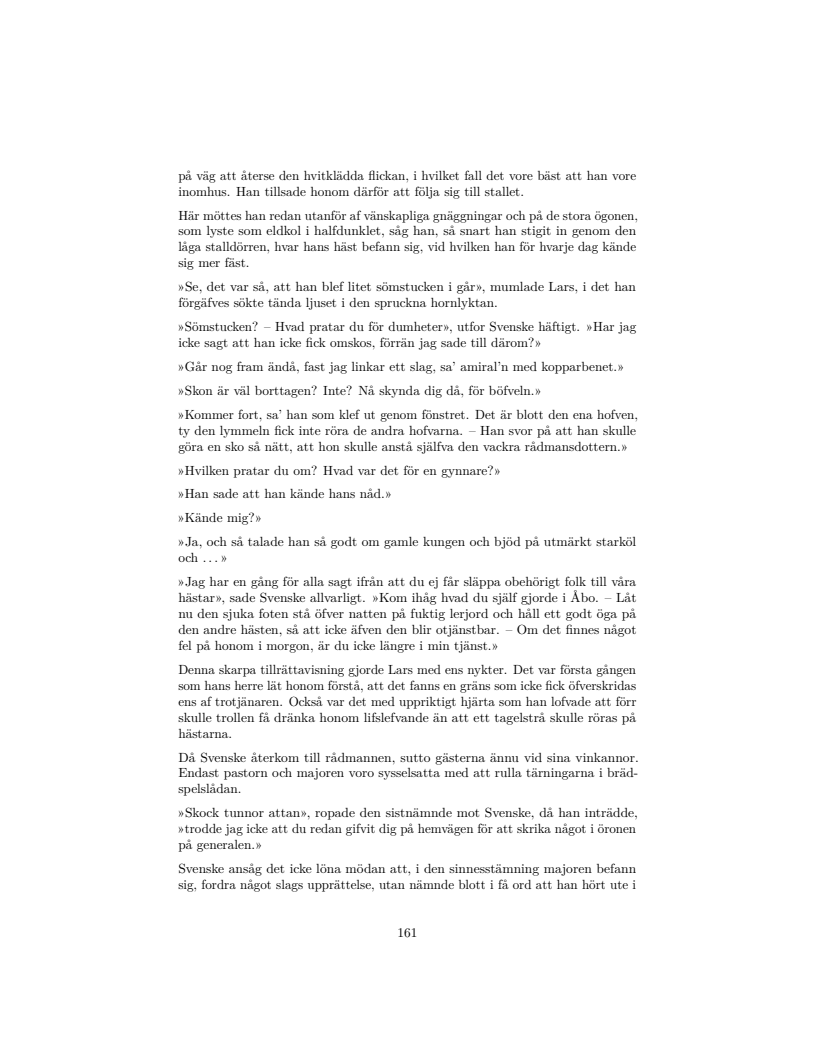 på väg att återse den hvitklädda flickan, i hvilket fall det vore bäst att han vore
inomhus. Han tillsade honom därför att följa sig till stallet.
Här möttes han redan utanför af vänskapliga gnäggningar och på de stora ögonen,
som lyste som eldkol i halfdunklet, såg han, så snart han stigit in genom den
låga stalldörren, hvar hans häst befann sig, vid hvilken han för hvarje dag kände
sig mer fäst.
»Se, det var så, att han blef litet sömstucken i går», mumlade Lars, i det han
förgäfves sökte tända ljuset i den spruckna hornlyktan.
»Sömstucken? – Hvad pratar du för dumheter», utfor Svenske häftigt. »Har jag
icke sagt att han icke fick omskos, förrän jag sade till därom?»
»Går nog fram ändå, fast jag linkar ett slag, sa’ amiral’n med kopparbenet.»
»Skon är väl borttagen? Inte? Nå skynda dig då, för böfveln.»
»Kommer fort, sa’ han som klef ut genom fönstret. Det är blott den ena hofven,
ty den lymmeln fick inte röra de andra hofvarna. – Han svor på att han skulle
göra en sko så nätt, att hon skulle anstå själfva den vackra rådmansdottern.»
»Hvilken pratar du om? Hvad var det för en gynnare?»
»Han sade att han kände hans nåd.»
»Kände mig?»
»Ja, och så talade han så godt om gamle kungen och bjöd på utmärkt starköl
och . . . »
»Jag har en gång för alla sagt ifrån att du ej får släppa obehörigt folk till våra
hästar», sade Svenske allvarligt. »Kom ihåg hvad du själf gjorde i Åbo. – Låt
nu den sjuka foten stå öfver natten på fuktig lerjord och håll ett godt öga på
den andre hästen, så att icke äfven den blir otjänstbar. – Om det finnes något
fel på honom i morgon, är du icke längre i min tjänst.»
Denna skarpa tillrättavisning gjorde Lars med ens nykter. Det var första gången
som hans herre lät honom förstå, att det fanns en gräns som icke fick öfverskridas
ens af trotjänaren. Också var det med uppriktigt hjärta som han lofvade att förr
skulle trollen få dränka honom lifslefvande än att ett tagelstrå skulle röras på
hästarna.
Då Svenske återkom till rådmannen, sutto gästerna ännu vid sina vinkannor.
Endast pastorn och majoren voro sysselsatta med att rulla tärningarna i bräd-
spelslådan.
»Skock tunnor attan», ropade den sistnämnde mot Svenske, då han inträdde,
»trodde jag icke att du redan gifvit dig på hemvägen för att skrika något i öronen
på generalen.»
Svenske ansåg det icke löna mödan att, i den sinnesstämning majoren befann
sig, fordra något slags upprättelse, utan nämnde blott i få ord att han hört ute i
161